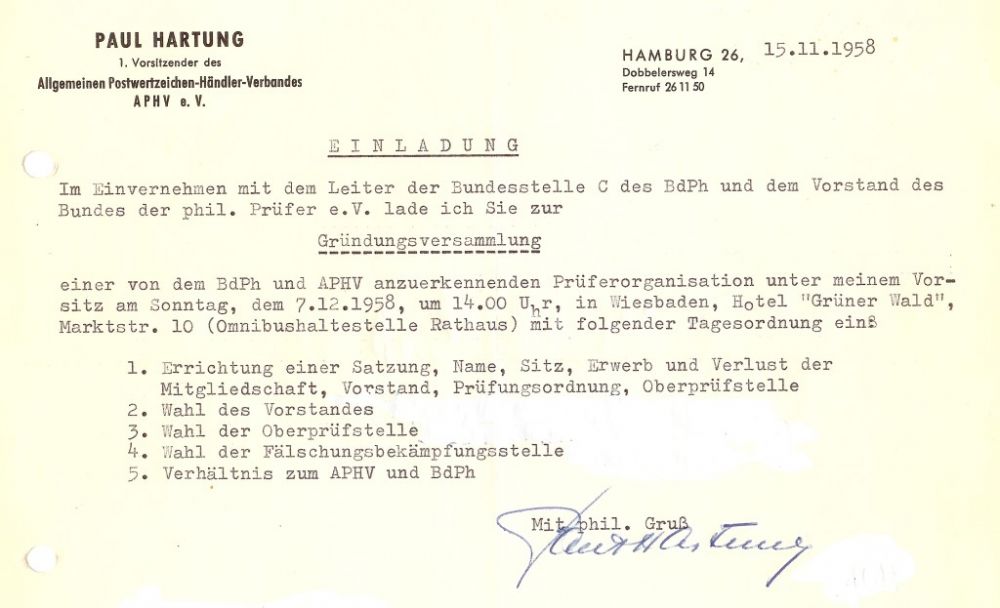 PAUL HARTUNG
1. Vorsitzender des
Allgemeinen Postwertzeichen-Händler-Verbandes
APHV e. V.
HAMBURG 26, 15.11.1958
Dobbelersweg 14
Fernruf 26 11 50
EINLADUNG
Im Einvernehmen mit dem Leiter der Bundesstelle C des BdPh und dem Vorstand des
Bundes der phil. Prüfer e.V. lade ich Sie zur
Gründungsversammlung
einer von dem BdPh und APHV anzuerkennenden Prüferorganisation unter meinem Vor-
sitz am Sonntag, dem 7.12.1958, um 14.00 Uhr, in Wiesbaden, Hotel "Grüner Wald",
Marktstr. 10 (Omnibushaltestelle Rathaus) mit folgender Tagesordnung ein:
1. Errichtung einer Satzung, Name, Sitz, Erwerb und Verlust der
Mitgliedschaft, Vorstand, Prüfungsordnung, Oberprüfstelle
2. Wahl des Vorstandes
3. Wahl der Oberprüfstelle
4. Wahl der Fälschungsbekämpfungsstelle
5. Verhältnis zum APHV und BdPh
Mit phil. Gruß
Paul Hartung